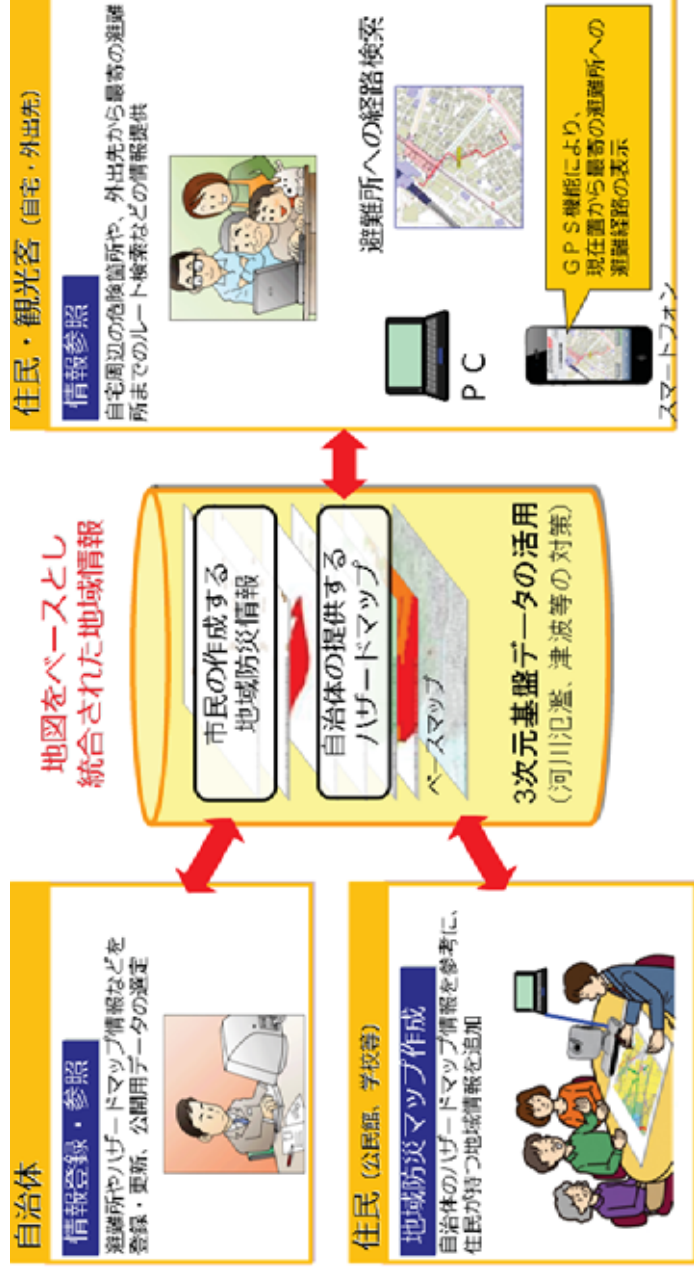 自治体
情報登録・参照
避難所やハザードマップ情報などを
登録・更新、公開用データの選定
住民（公民館、学校等）
地域防災マップ作成
自治体のハザードマップ情報を参考に、
住民が持つ地域情報を追加
地図をベースとし
統合された地域情報
市民の作成する
地域防災情報
自治体の提供する
ハザードマップ
ベースマップ
3次元基盤データの活用
（河川氾濫、津波等の対策）
住民・観光客（自宅・外出先）
情報参照
自宅周辺の危険箇所や、外出先から最寄の避難
所までのルート検索などの情報提供
避難所への経路検索
PC
GPS機能により、
現在置から最寄の避難所への
避難経路の表示
スマートフォン